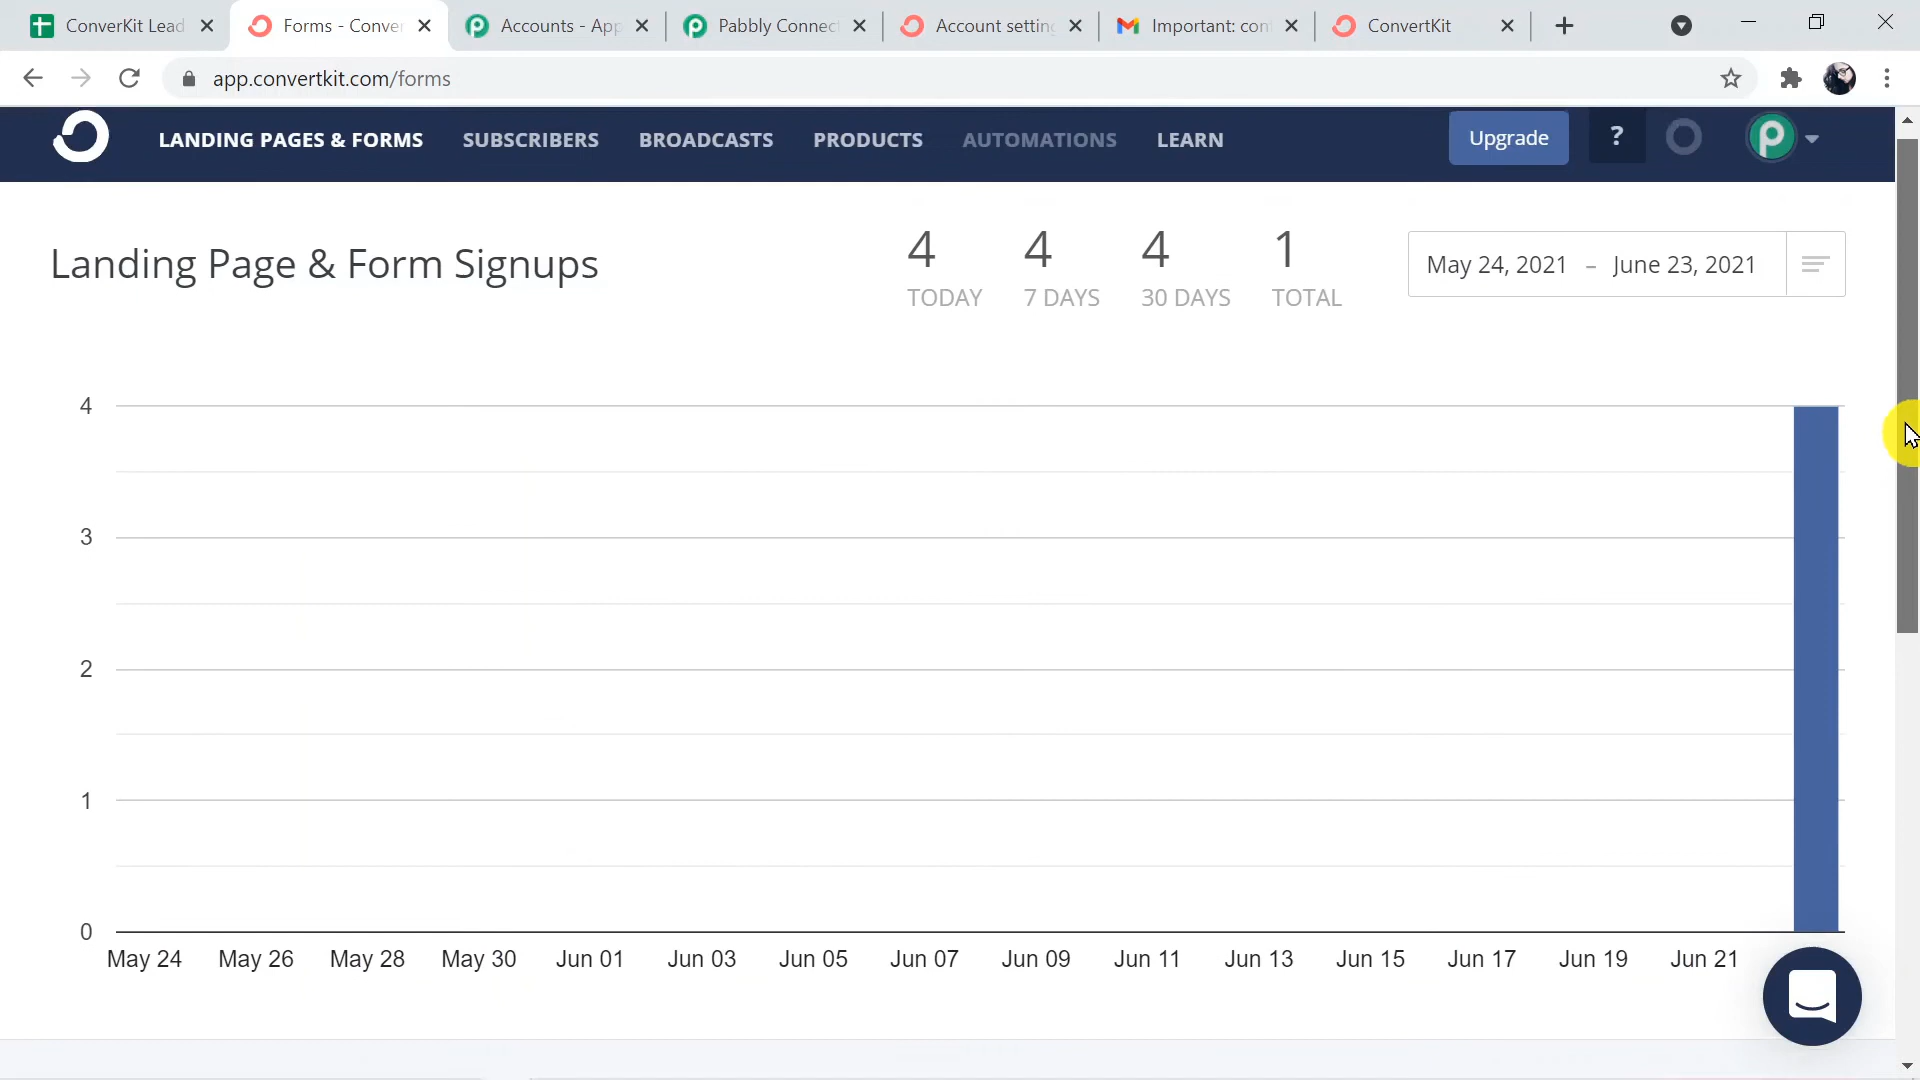 ConverKit Lead
Forms - Conver
Accounts - App
Pabbly Connect
Account setting
Important: con
ConvertKit
app.convertkit.com/forms
LANDING PAGES & FORMS
SUBSCRIBERS
BROADCASTS
PRODUCTS
AUTOMATIONS
LEARN
Upgrade
?
Landing Page & Form Signups
4
TODAY
4
7 DAYS
4
30 DAYS
1
TOTAL
May 24, 2021 – June 23, 2021
4
3
2
1
0
May 24 May 26 May 28 May 30 Jun 01 Jun 03 Jun 05 Jun 07 Jun 09 Jun 11 Jun 13 Jun 15 Jun 17 Jun 19 Jun 21